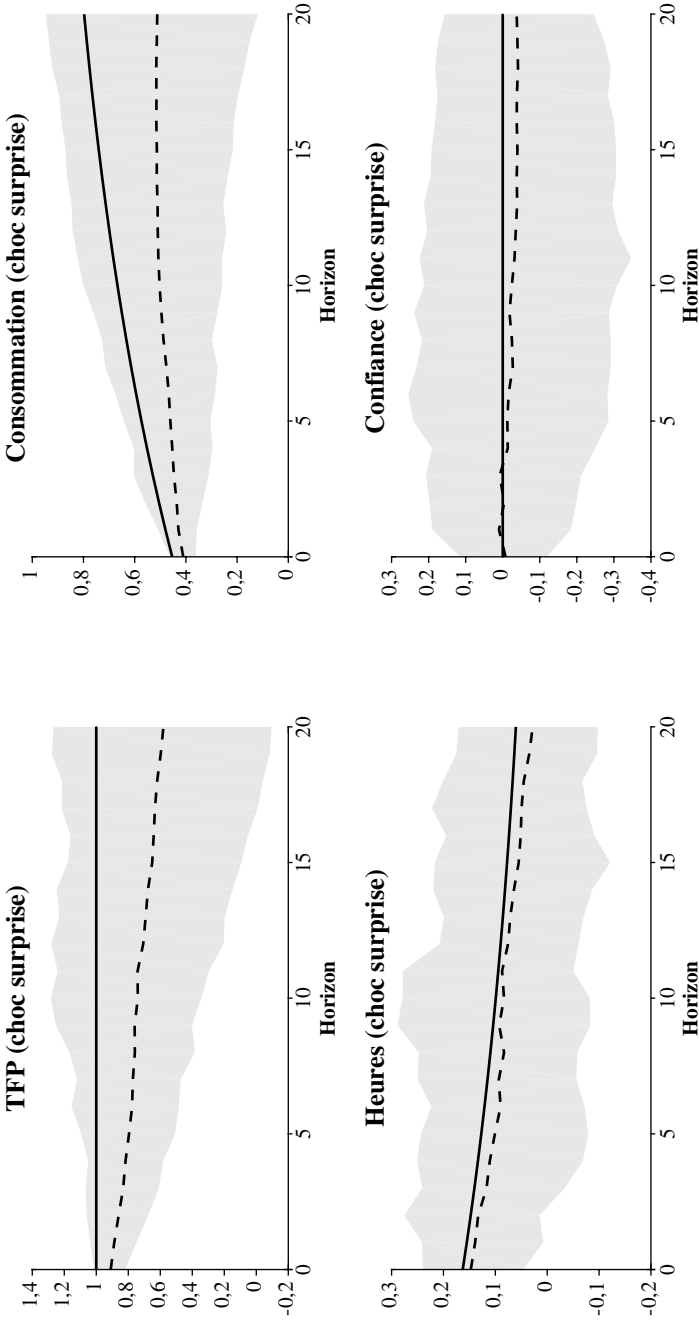 TFP (choc surprise)
1,4
1,2
1
0,8
0,6
0,4
0,2
0
-0,2
0 5 10 15 20
Horizon
Consommation (choc surprise)
1
0,8
0,6
0,4
0,2
0
0 5 10 15 20
Horizon
Heures (choc surprise)
0,3
0,2
0,1
0
-0,1
-0,2
0 5 10 15 20
Horizon
Confiance (choc surprise)
0,3
0,2
0,1
0
-0,1
-0,2
-0,3
-0,4
0 5 10 15 20
Horizon